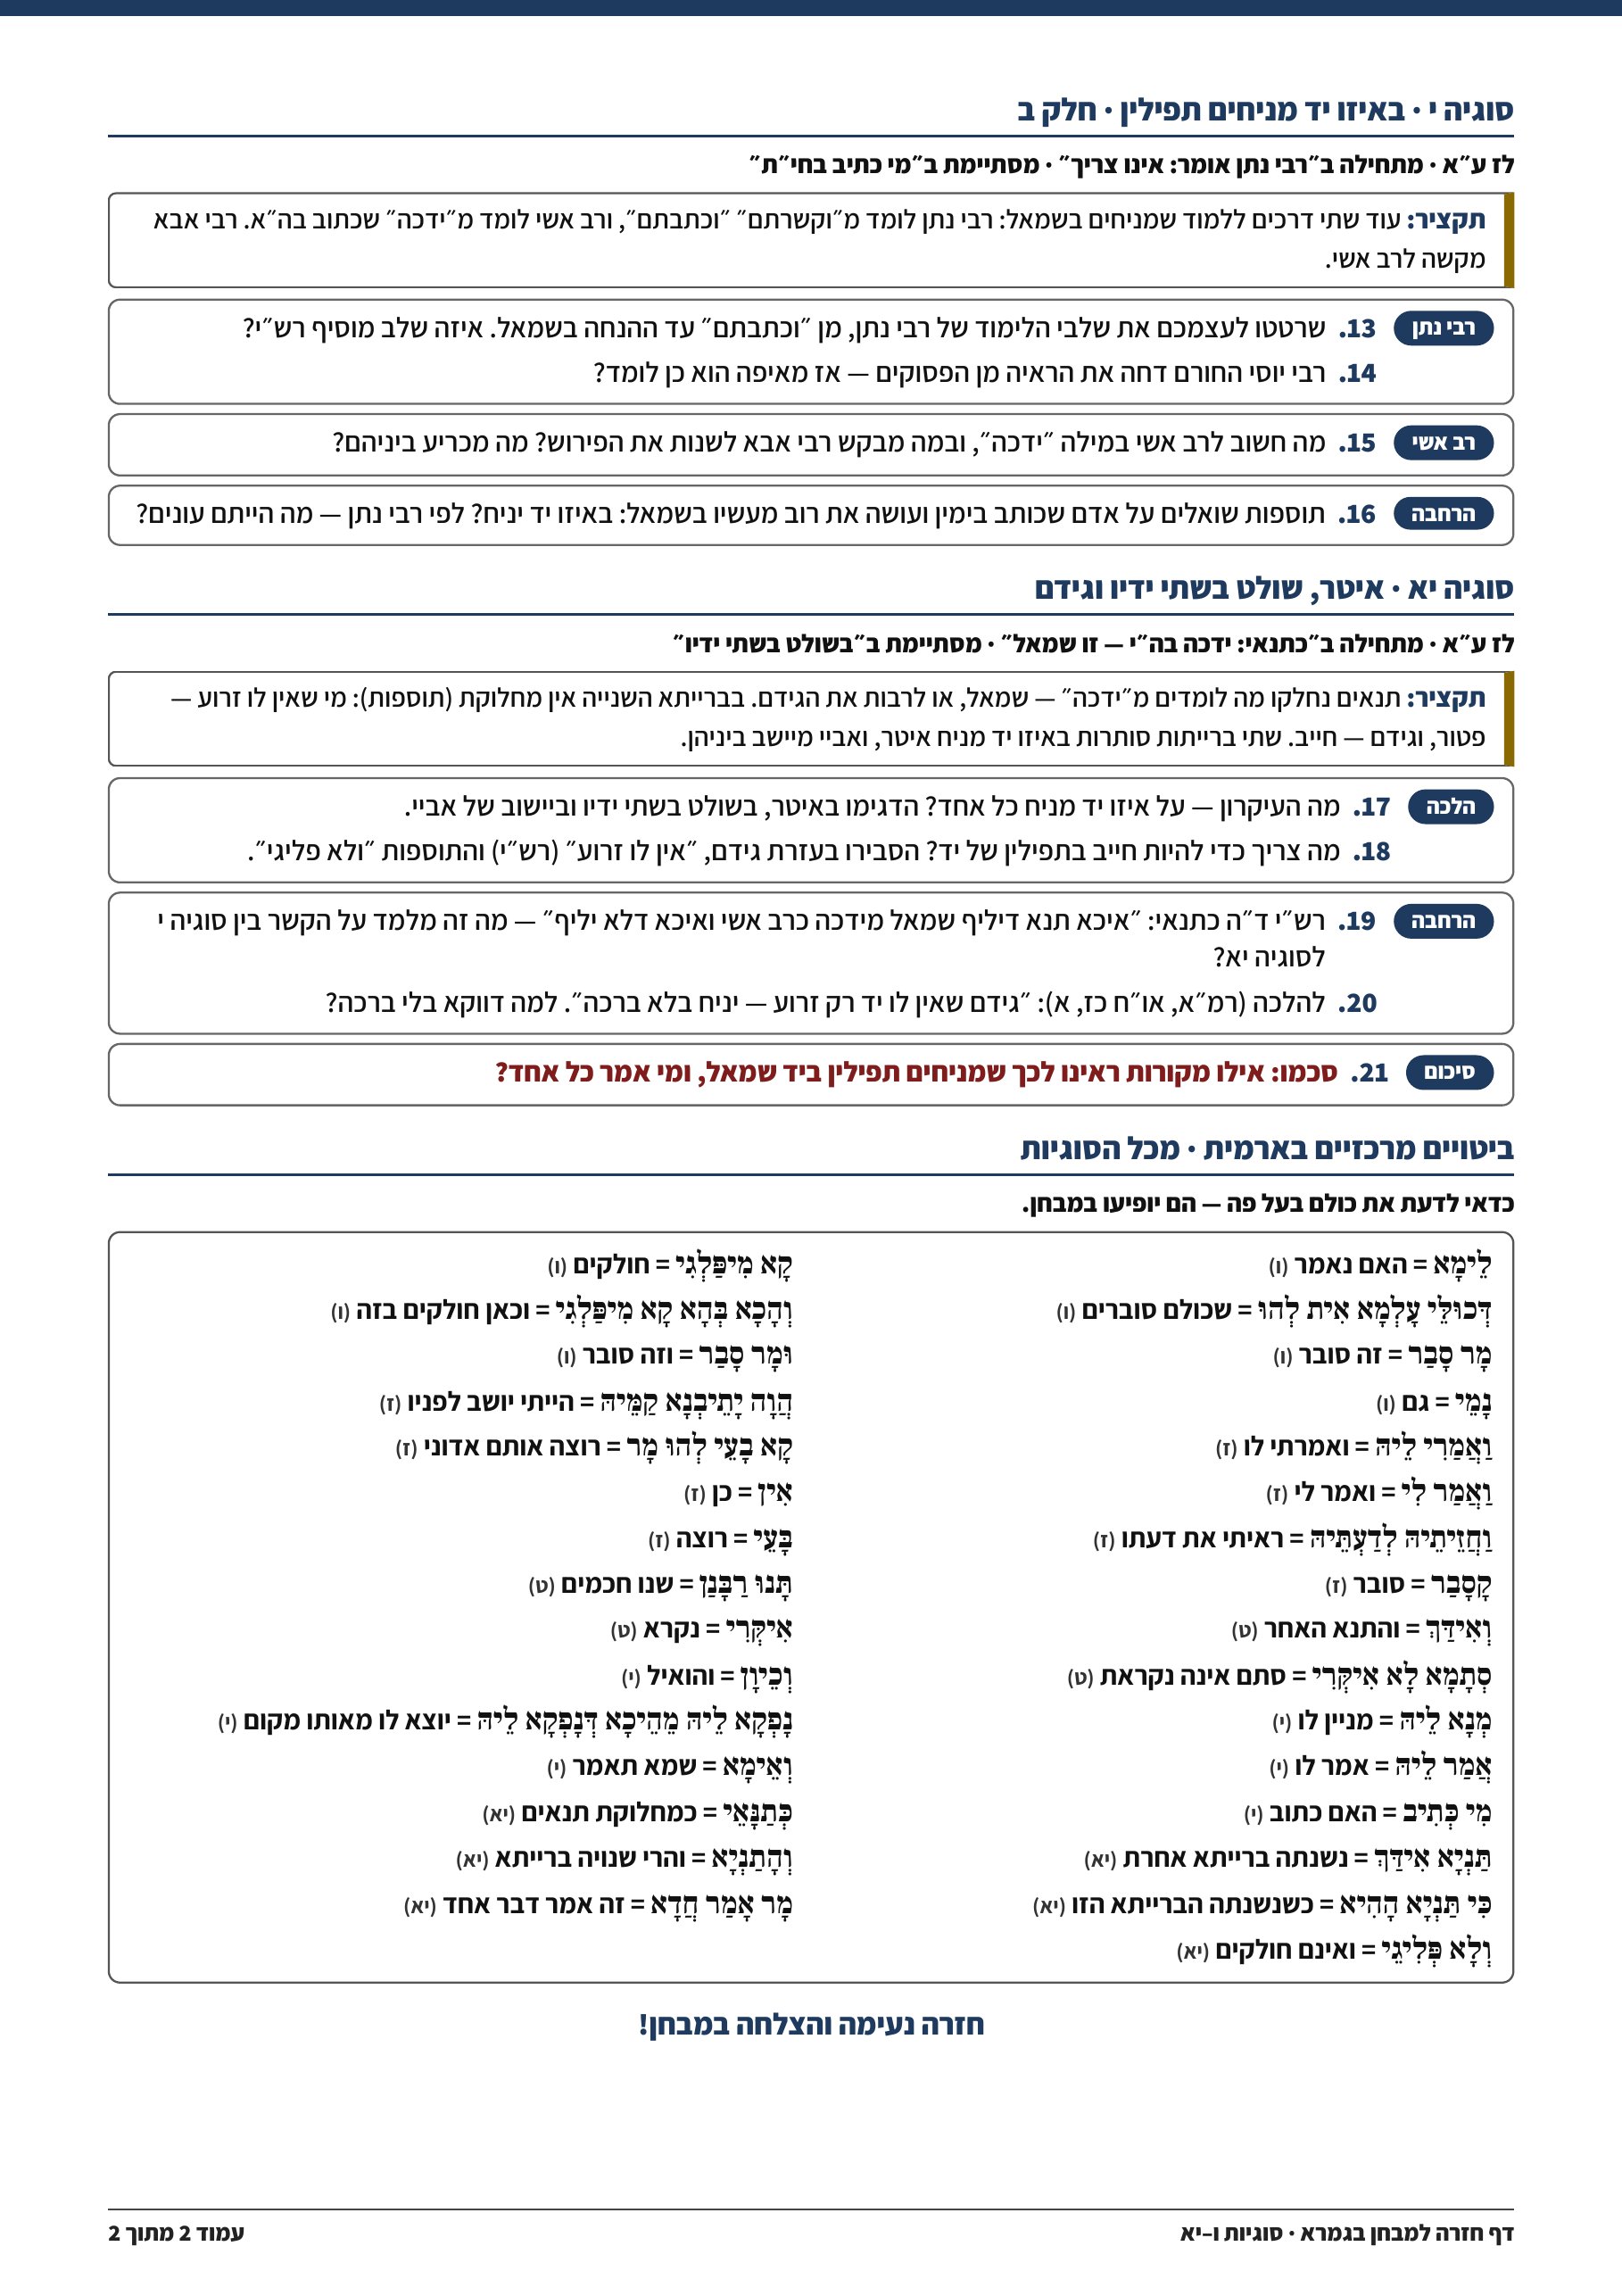 סוגיה י · באיזו יד מניחים תפילין · חלק ב
לז ע״א · מתחילה ב״רבי נתן אומר: אינו צריך״ · מסתיימת ב״מי כתיב בחי״ת״
תקציר: עוד שתי דרכים ללמוד שמניחים בשמאל: רבי נתן לומד מ״וקשרתם״ ״וכתבתם״, ורב אשי לומד מ״ידכה״ שכתוב בה״א. רבי אבא
מקשה לרב אשי.
רבי נתן 13. שרטטו לעצמכם את שלבי הלימוד של רבי נתן, מן ״וכתבתם״ עד ההנחה בשמאל. איזה שלב מוסיף רש״י?
14. רבי יוסי החורם דחה את הראיה מן הפסוקים — אז מאיפה הוא כן לומד?
רב אשי 15. מה חשוב לרב אשי במילה ״ידכה״, ובמה מבקש רבי אבא לשנות את הפירוש? מה מכריע ביניהם?
הרחבה 16. תוספות שואלים על אדם שכותב בימין ועושה את רוב מעשיו בשמאל: באיזו יד יניח? לפי רבי נתן — מה הייתם עונים?
סוגיה יא · איטר, שולט בשתי ידיו וגידם
לז ע״א · מתחילה ב״כתנאי: ידכה בה״י — זו שמאל״ · מסתיימת ב״בשולט בשתי ידיו״
תקציר: תנאים נחלקו מה לומדים מ״ידכה״ — שמאל, או לרבות את הגידם. בברייתא השנייה אין מחלוקת (תוספות): מי שאין לו זרוע —
פטור, וגידם — חייב. שתי ברייתות סותרות באיזו יד מניח איטר, ואביי מיישב ביניהן.
הלכה 17. מה העיקרון — על איזו יד מניח כל אחד? הדגימו באיטר, בשולט בשתי ידיו וביישוב של אביי.
18. מה צריך כדי להיות חייב בתפילין של יד? הסבירו בעזרת גידם, ״אין לו זרוע״ (רש״י) והתוספות ״ולא פליגי״.
הרחבה 19. רש״י ד״ה כתנאי: ״איכא תנא דיליף שמאל מידכה כרב אשי ואיכא דלא יליף״ — מה זה מלמד על הקשר בין סוגיה י
לסוגיה יא?
20. להלכה (רמ״א, או״ח כז, א): ״גידם שאין לו יד רק זרוע — יניח בלא ברכה״. למה דווקא בלי ברכה?
סיכום 21. סכמו: אילו מקורות ראינו לכך שמניחים תפילין ביד שמאל, ומי אמר כל אחד?
ביטויים מרכזיים בארמית · מכל הסוגיות
כדאי לדעת את כולם בעל פה — הם יופיעו במבחן.
לֵימָא = האם נאמר (ו)
קָא מִיפַּלְגִי = חולקים (ו)
דְּכוּלֵּי עָלְמָא אִית לְהוּ = שכולם סוברים (ו)
וְהָכָא בְּהָא קָא מִיפַּלְגִי = וכאן חולקים בזה (ו)
מָר סָבַר = זה סובר (ו)
וּמָר סָבַר = וזה סובר (ו)
נָמֵי = גם (ו)
הֲוָה יָתֵיבְנָא קַמֵּיהּ = הייתי יושב לפניו (ז)
וַאֲמַרִי לֵיהּ = ואמרתי לו (ז)
קָא בָעֵי לְהוּ מָר = רוצה אותם אדוני (ז)
וַאֲמַר לִי = ואמר לי (ז)
אִין = כן (ז)
וַחֲזֵיתֵיהּ לְדַעְתֵּיהּ = ראיתי את דעתו (ז)
בָּעֵי = רוצה (ז)
קָסָבַר = סובר (ז)
תָּנוּ רַבָּנַן = שנו חכמים (ט)
וְאִידַּךְ = והתנא האחר (ט)
אִיקְּרִי = נקרא (ט)
סְתָמָא לָא אִיקְּרִי = סתם אינה נקראת (ט)
וְכֵיוָן = והואיל (י)
מְנָא לֵיהּ = מניין לו (י)
נָפְקָא לֵיהּ מֵהֵיכָא דְּנָפְקָא לֵיהּ = יוצא לו מאותו מקום (י)
אֲמַר לֵיהּ = אמר לו (י)
וְאֵימָא = שמא תאמר (י)
מִי כְּתִיב = האם כתוב (י)
כְּתַנָּאֵי = כמחלוקת תנאים (יא)
תַּנְיָא אִידַּךְ = נשנתה ברייתא אחרת (יא)
וְהָתַנְיָא = והרי שנויה ברייתא (יא)
כִּי תַּנְיָא הָהִיא = כשנשנתה הברייתא הזו (יא)
מָר אָמַר חֲדָא = זה אמר דבר אחד (יא)
וְלָא פְּלִיגֵי = ואינם חולקים (יא)
חזרה נעימה והצלחה במבחן!
דף חזרה למבחן בגמרא · סוגיות ו–יא
עמוד 2 מתוך 2